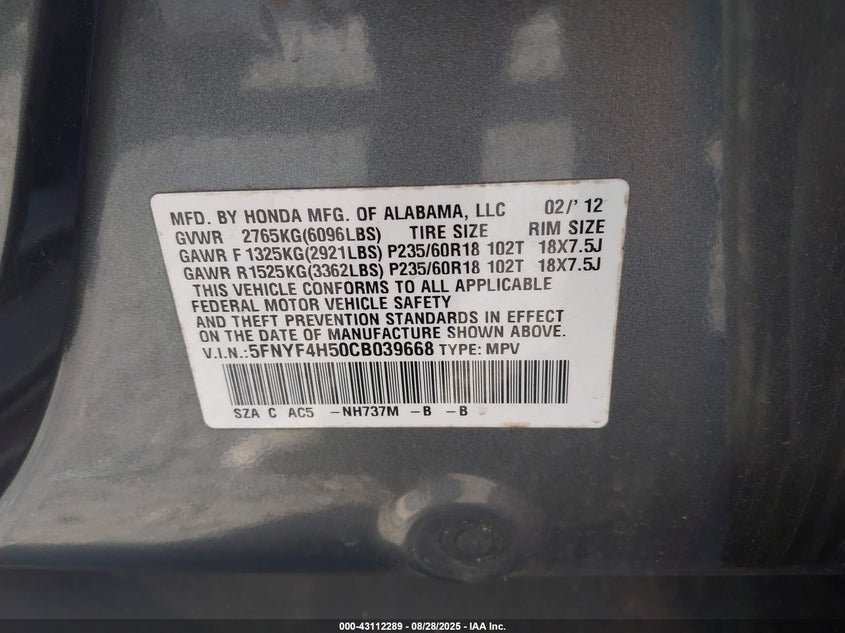 MFD. BY HONDA MFG. OF ALABAMA, LLC 02/' 12
GVWR 2765KG(6096LBS) TIRE SIZE RIM SIZE
GAWR F 1325KG(2921LBS) P235/60R18 102T 18X7.5J
GAWR R1525KG(3362LBS) P235/60R18 102T 18X7.5J
THIS VEHICLE CONFORMS TO ALL APPLICABLE
FEDERAL MOTOR VEHICLE SAFETY
AND THEFT PREVENTION STANDARDS IN EFFECT
ON THE DATE OF MANUFACTURE SHOWN ABOVE.
V.I.N.:5FNYF4H50CB039668 TYPE: MPV
SZA C AC5 -NH737M -B -B
000-43112289 - 08/28/2025 - IAA Inc.